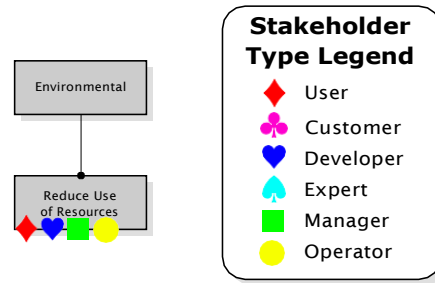 Environmental
Reduce Use
of Resources
Stakeholder
Type Legend
User
Customer
Developer
Expert
Manager
Operator